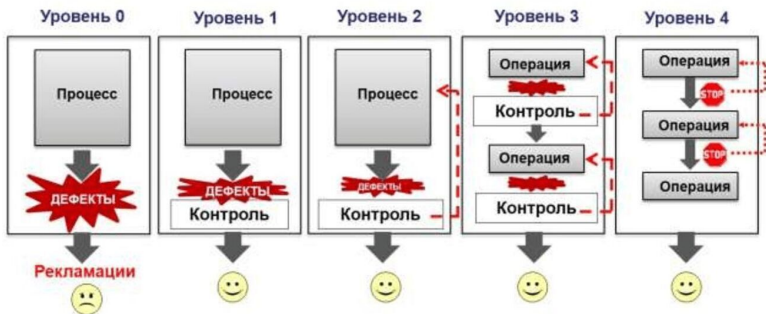 Уровень 0
Процесс
ДЕФЕКТЫ
Рекламации
Уровень 1
Процесс
ДЕФЕКТЫ
Контроль
Уровень 2
Процесс
ДЕФЕКТЫ
Контроль
Уровень 3
Операция
Контроль
Операция
Контроль
Уровень 4
Операция
STOP
Операция
STOP
Операция